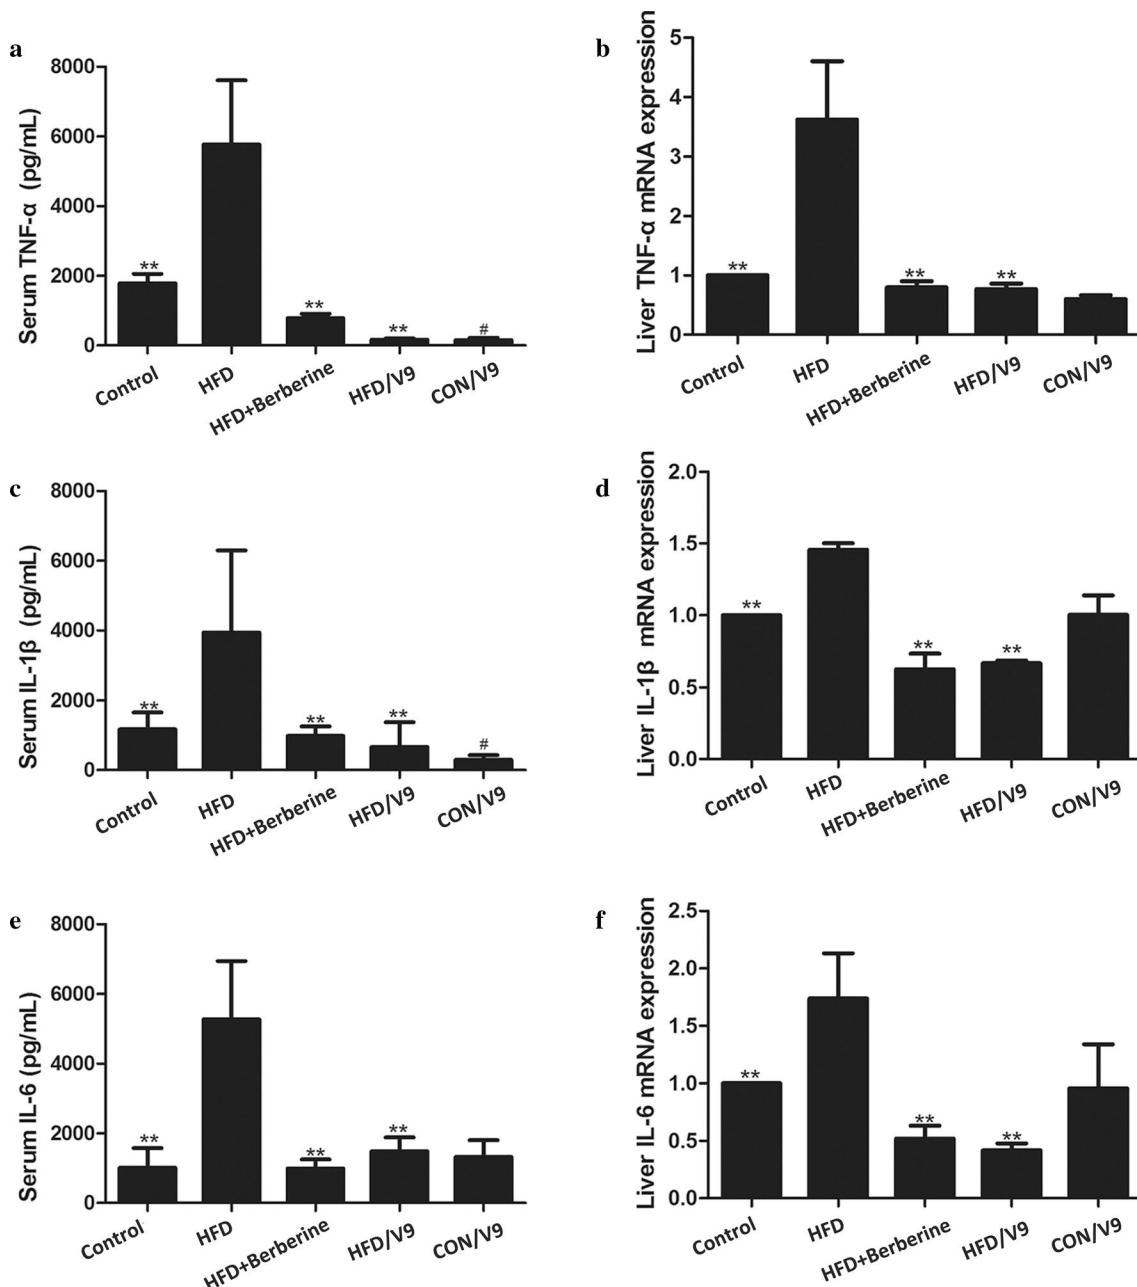 a
Serum TNF-α (pg/mL)
8000
6000
4000
2000
0
**
**
**
#
Control
HFD
HFD+Berberine
HFD/V9
CON/V9
b
Liver TNF-α mRNA expression
5
4
3
2
1
0
**
**
**
Control
HFD
HFD+Berberine
HFD/V9
CON/V9
c
Serum IL-1β (pg/mL)
8000
6000
4000
2000
0
**
**
**
#
Control
HFD
HFD+Berberine
HFD/V9
CON/V9
d
Liver IL-1β mRNA expression
2.0
1.5
1.0
0.5
0.0
**
**
**
Control
HFD
HFD+Berberine
HFD/V9
CON/V9
e
Serum IL-6 (pg/mL)
8000
6000
4000
2000
0
**
**
**
Control
HFD
HFD+Berberine
HFD/V9
CON/V9
f
Liver IL-6 mRNA expression
2.5
2.0
1.5
1.0
0.5
0.0
**
**
**
Control
HFD
HFD+Berberine
HFD/V9
CON/V9